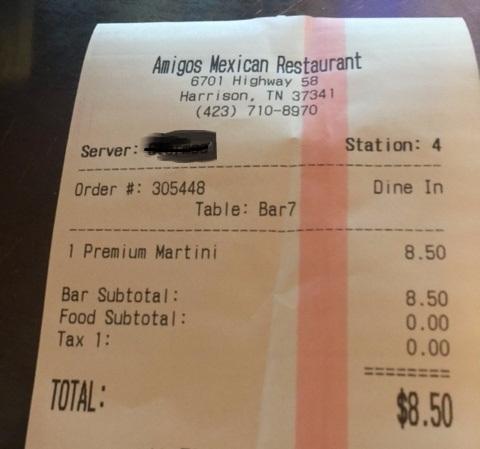 Amigos Mexican Restaurant
6701 Highway 58
Harrison, TN 37341
(423) 710-8970
Server: Station: 4
Order #: 305448 Dine In
Table: Bar7
1 Premium Martini 8.50
Bar Subtotal: 8.50
Food Subtotal: 0.00
Tax 1: 0.00
TOTAL: $8.50